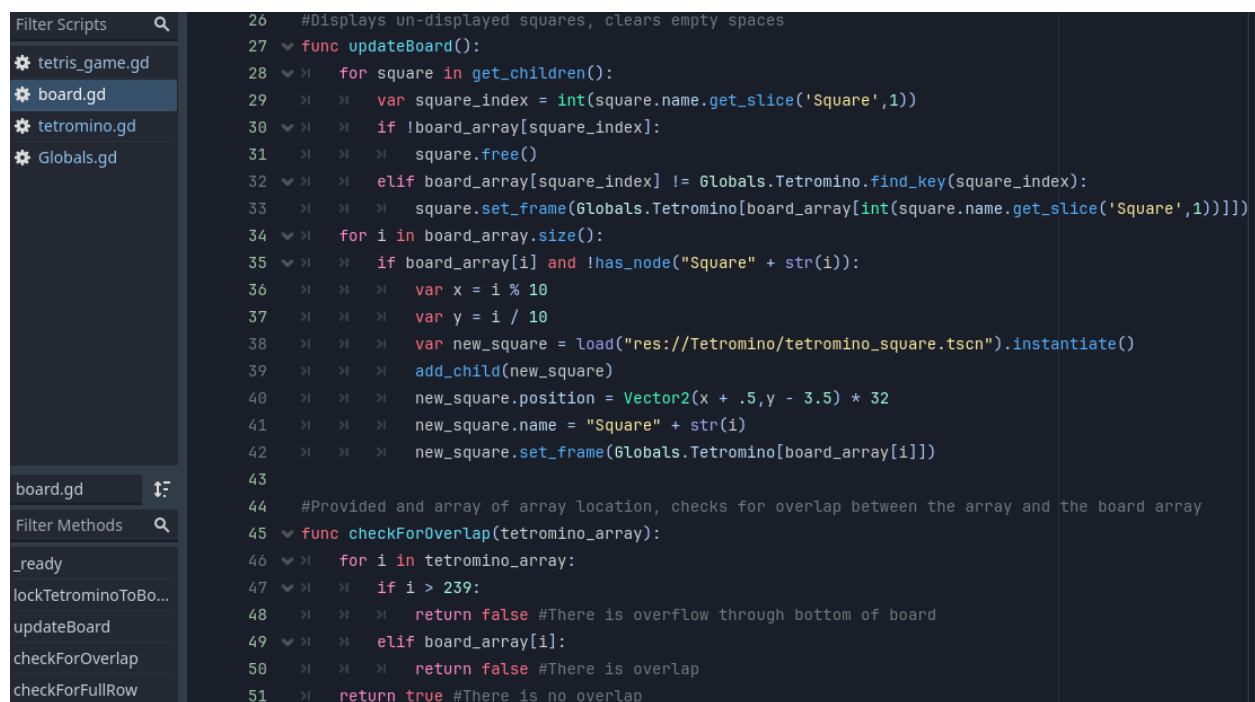 Filter Scripts
tetris_game.gd
board.gd
tetromino.gd
Globals.gd
board.gd
Filter Methods
_ready
lockTetrominoToBo...
updateBoard
checkForOverlap
checkForFullRow
26 #Displays un-displayed squares, clears empty spaces
27 func updateBoard():
28 for square in get_children():
29 var square_index = int(square.name.get_slice('Square',1))
30 if !board_array[square_index]:
31 square.free()
32 elif board_array[square_index] != Globals.Tetromino.find_key(square_index):
33 square.set_frame(Globals.Tetromino[board_array[int(square.name.get_slice('Square',1))]])
34 for i in board_array.size():
35 if board_array[i] and !has_node("Square" + str(i)):
36 var x = i % 10
37 var y = i / 10
38 var new_square = load("res://Tetromino/tetromino_square.tscn").instantiate()
39 add_child(new_square)
40 new_square.position = Vector2(x + .5,y - 3.5) * 32
41 new_square.name = "Square" + str(i)
42 new_square.set_frame(Globals.Tetromino[board_array[i]])
43
44 #Provided and array of array location, checks for overlap between the array and the board array
45 func checkForOverlap(tetromino_array):
46 for i in tetromino_array:
47 if i > 239:
48 return false #There is overflow through bottom of board
49 elif board_array[i]:
50 return false #There is overlap
51 return true #There is no overlap